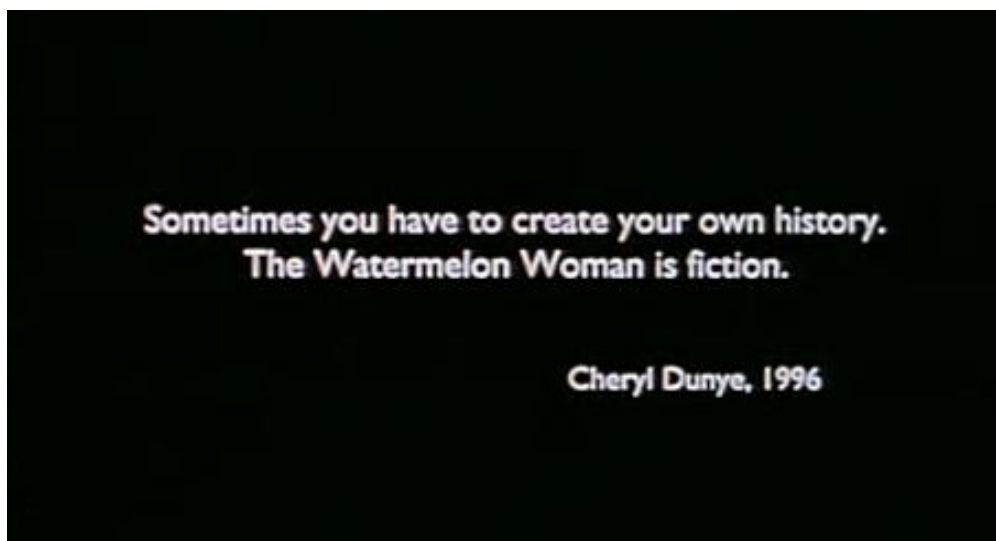 Sometimes you have to create your own history.
The Watermelon Woman is fiction.
Cheryl Dunye, 1996